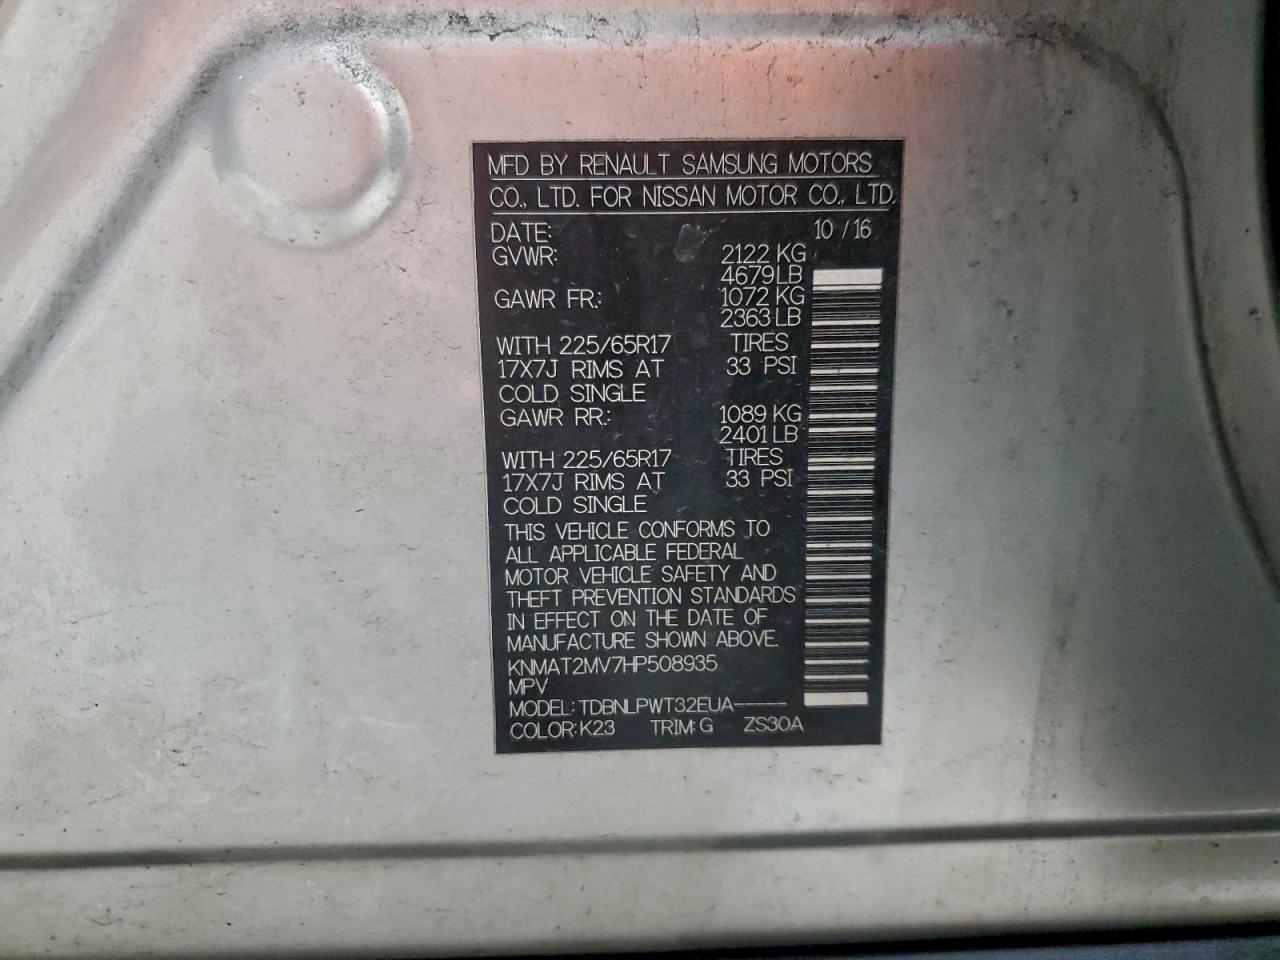 MFD BY RENAULT SAMSUNG MOTORS
CO., LTD. FOR NISSAN MOTOR CO., LTD.
DATE: 10 / 16
GVWR: 2122 KG
4679 LB
GAWR FR.: 1072 KG
2363 LB
WITH 225/65R17 TIRES
17X7J RIMS AT 33 PSI
COLD SINGLE
GAWR RR.: 1089 KG
2401 LB
WITH 225/65R17 TIRES
17X7J RIMS AT 33 PSI
COLD SINGLE
THIS VEHICLE CONFORMS TO
ALL APPLICABLE FEDERAL
MOTOR VEHICLE SAFETY AND
THEFT PREVENTION STANDARDS
IN EFFECT ON THE DATE OF
MANUFACTURE SHOWN ABOVE.
KNMAT2MV7HP508935
MPV
MODEL: TDBNLPWT32EUA-----
COLOR: K23 TRIM: G ZS30A